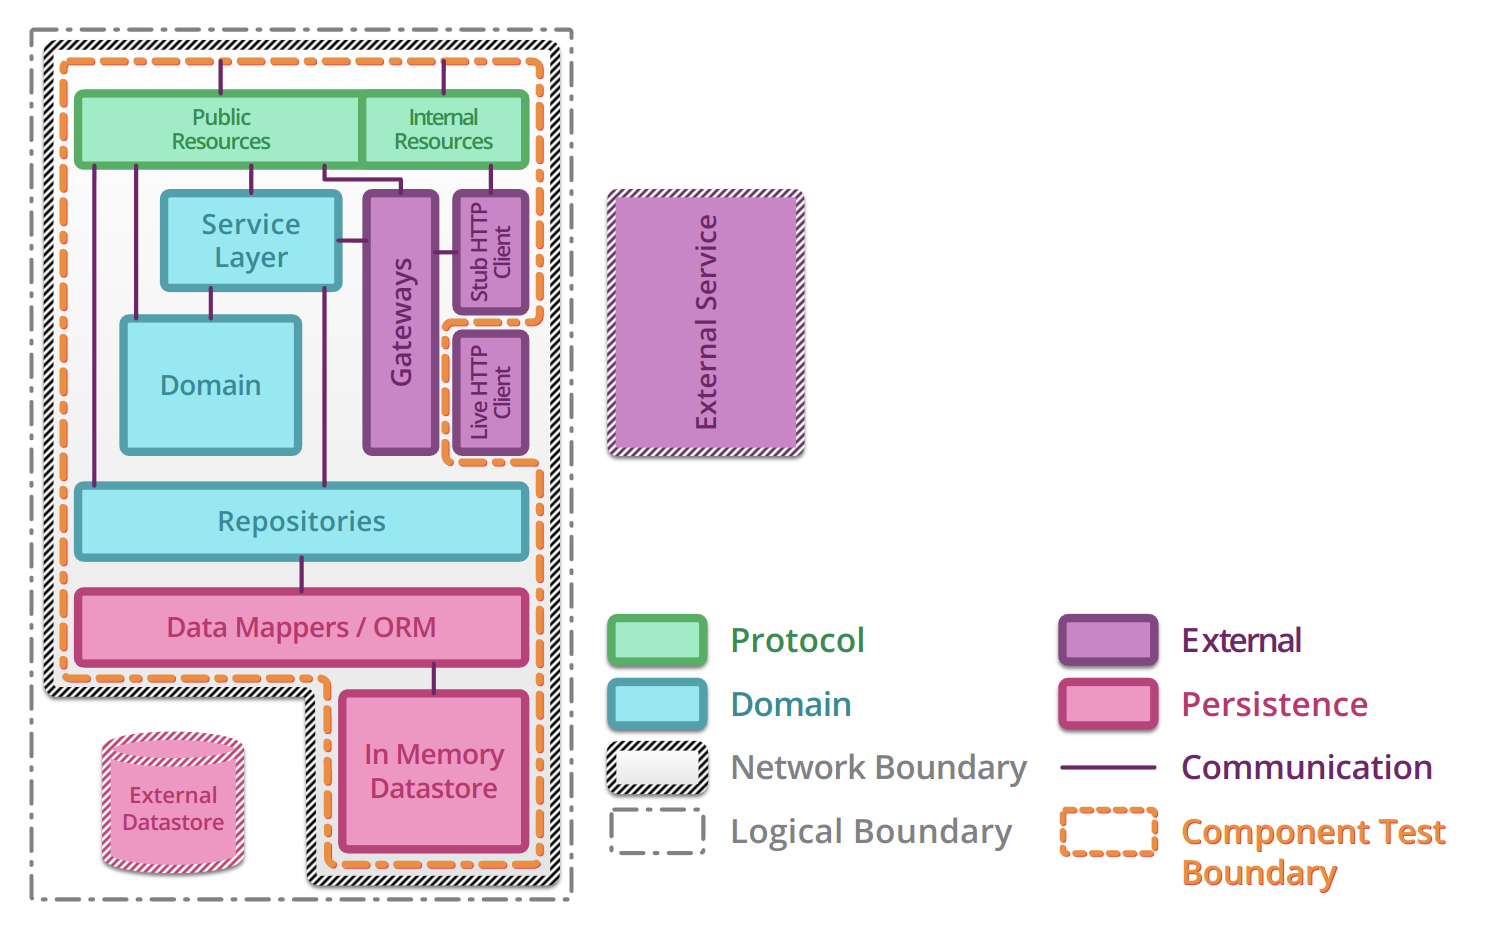 Public
Resources
Internal
Resources
Service
Layer
Gateways
Stub HTTP
Client
Live HTTP
Client
External Service
Domain
Repositories
Data Mappers / ORM
In Memory
Datastore
External
Datastore
Protocol
External
Domain
Persistence
Network Boundary
Communication
Logical Boundary
Component Test
Boundary